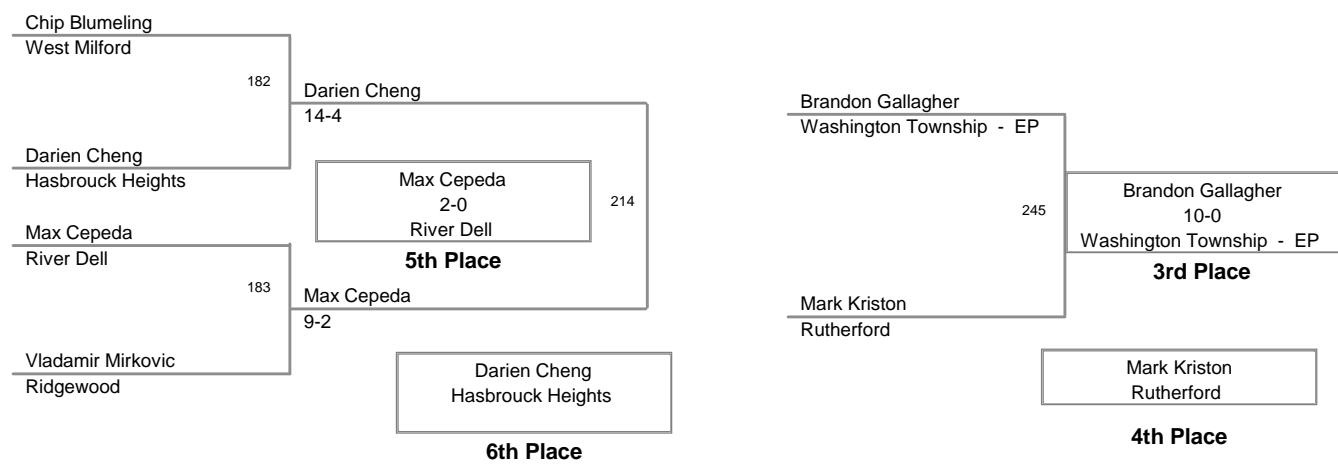 Chip Blumeling
West Milford
182
Darien Cheng
14-4
Darien Cheng
Hasbrouck Heights
Max Cepeda
2-0
River Dell
5th Place
214
Max Cepeda
River Dell
183
Max Cepeda
9-2
Vladamir Mirkovic
Ridgewood
Darien Cheng
Hasbrouck Heights
6th Place
Brandon Gallagher
Washington Township - EP
245
Brandon Gallagher
10-0
Washington Township - EP
3rd Place
Mark Kriston
Rutherford
Mark Kriston
Rutherford
4th Place